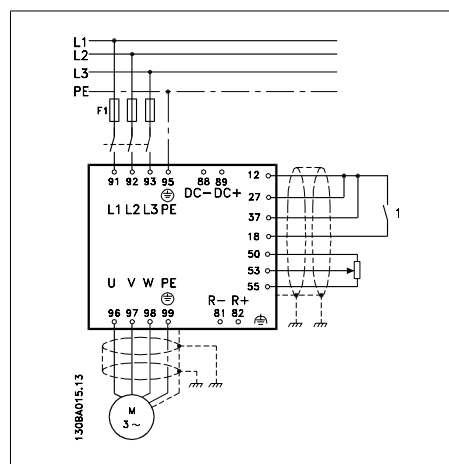 L1
L2
L3
PE
F1
91 92 93 95 88 89
L1 L2 L3 PE DC- DC+
12
27
37
18
50
53
55
1
U V W PE R- R+
96 97 98 99 81 82
M
3~
130BA015.13